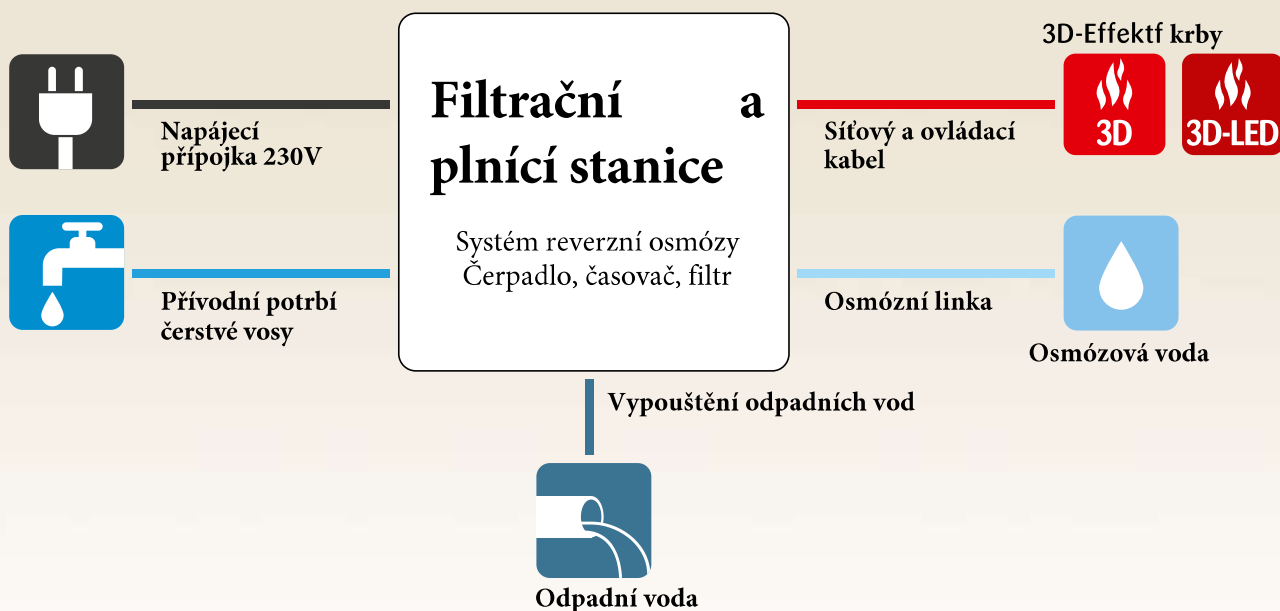 3D-Effektf krby
Filtrační a
plnící stanice
Systém reverzní osmózy
Čerpadlo, časovač, filtr
Napájecí
přípojka 230V
Síťový a ovládací
kabel
3D
3D-LED
Přívodní potrbí
čerstvé vosy
Osmózní linka
Osmózová voda
Vypouštění odpadních vod
Odpadní voda